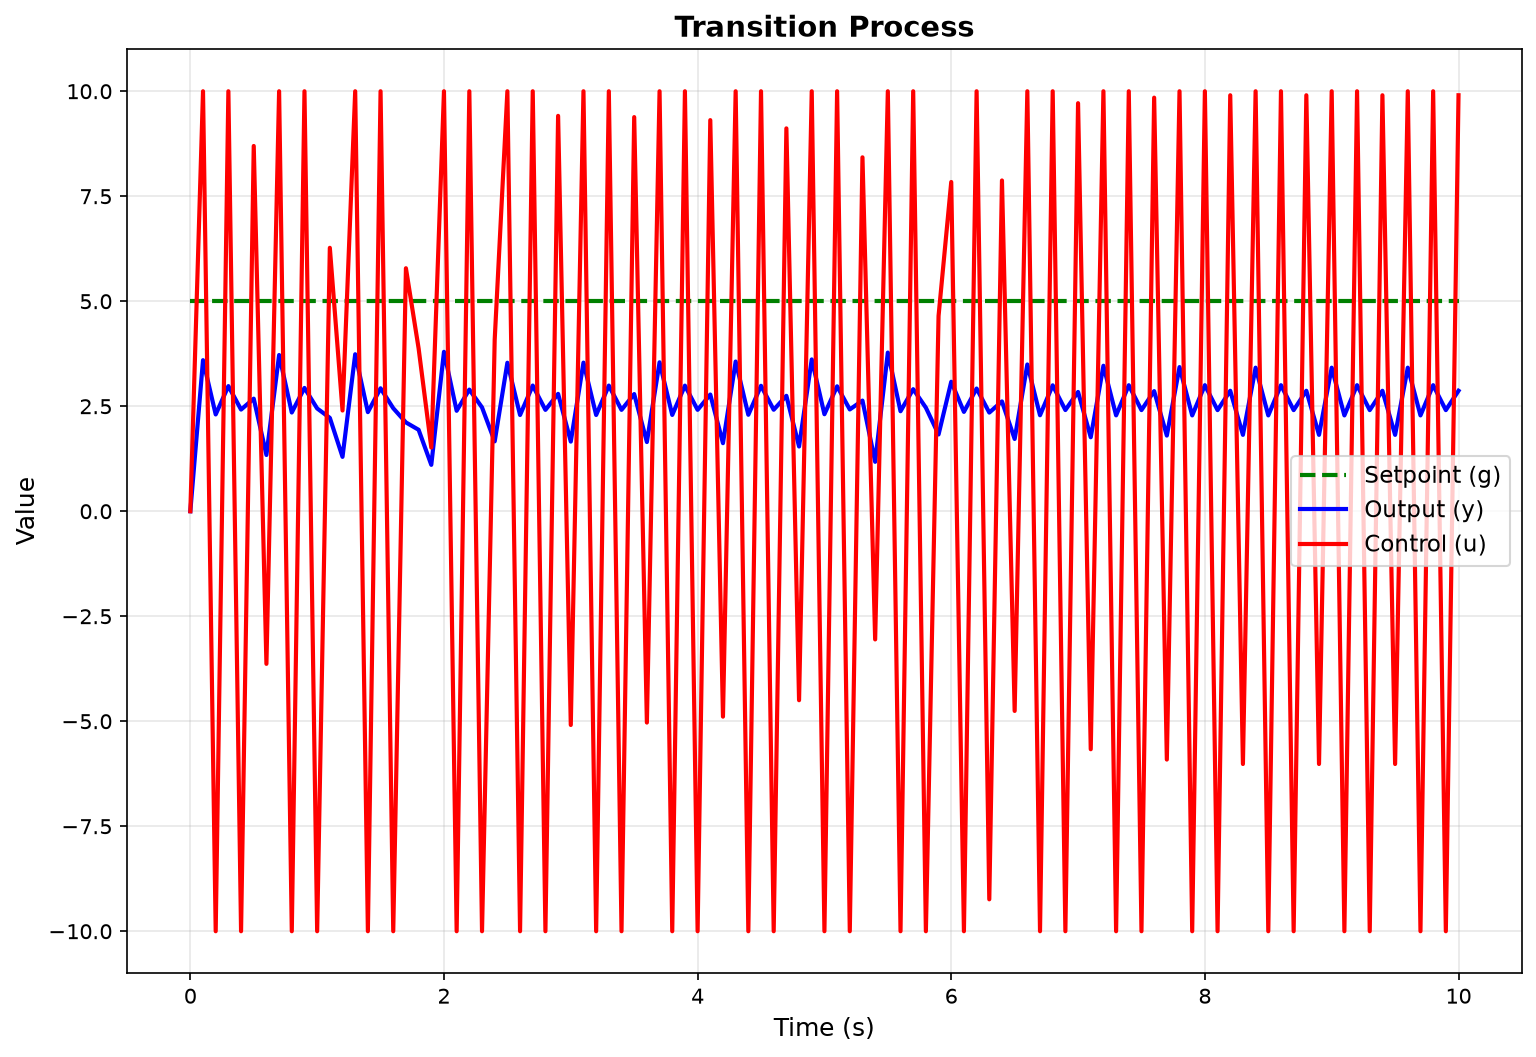 Transition Process
Value
10.0
7.5
5.0
2.5
0.0
−2.5
−5.0
−7.5
−10.0
Setpoint (g)
Output (y)
Control (u)
0 2 4 6 8 10
Time (s)